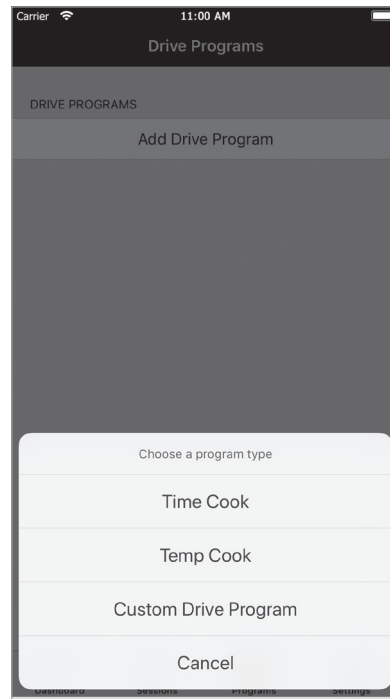 Carrier 11:00 AM
Drive Programs
DRIVE PROGRAMS
Add Drive Program
Choose a program type
Time Cook
Temp Cook
Custom Drive Program
Cancel
Dashboard Sessions Programs Settings